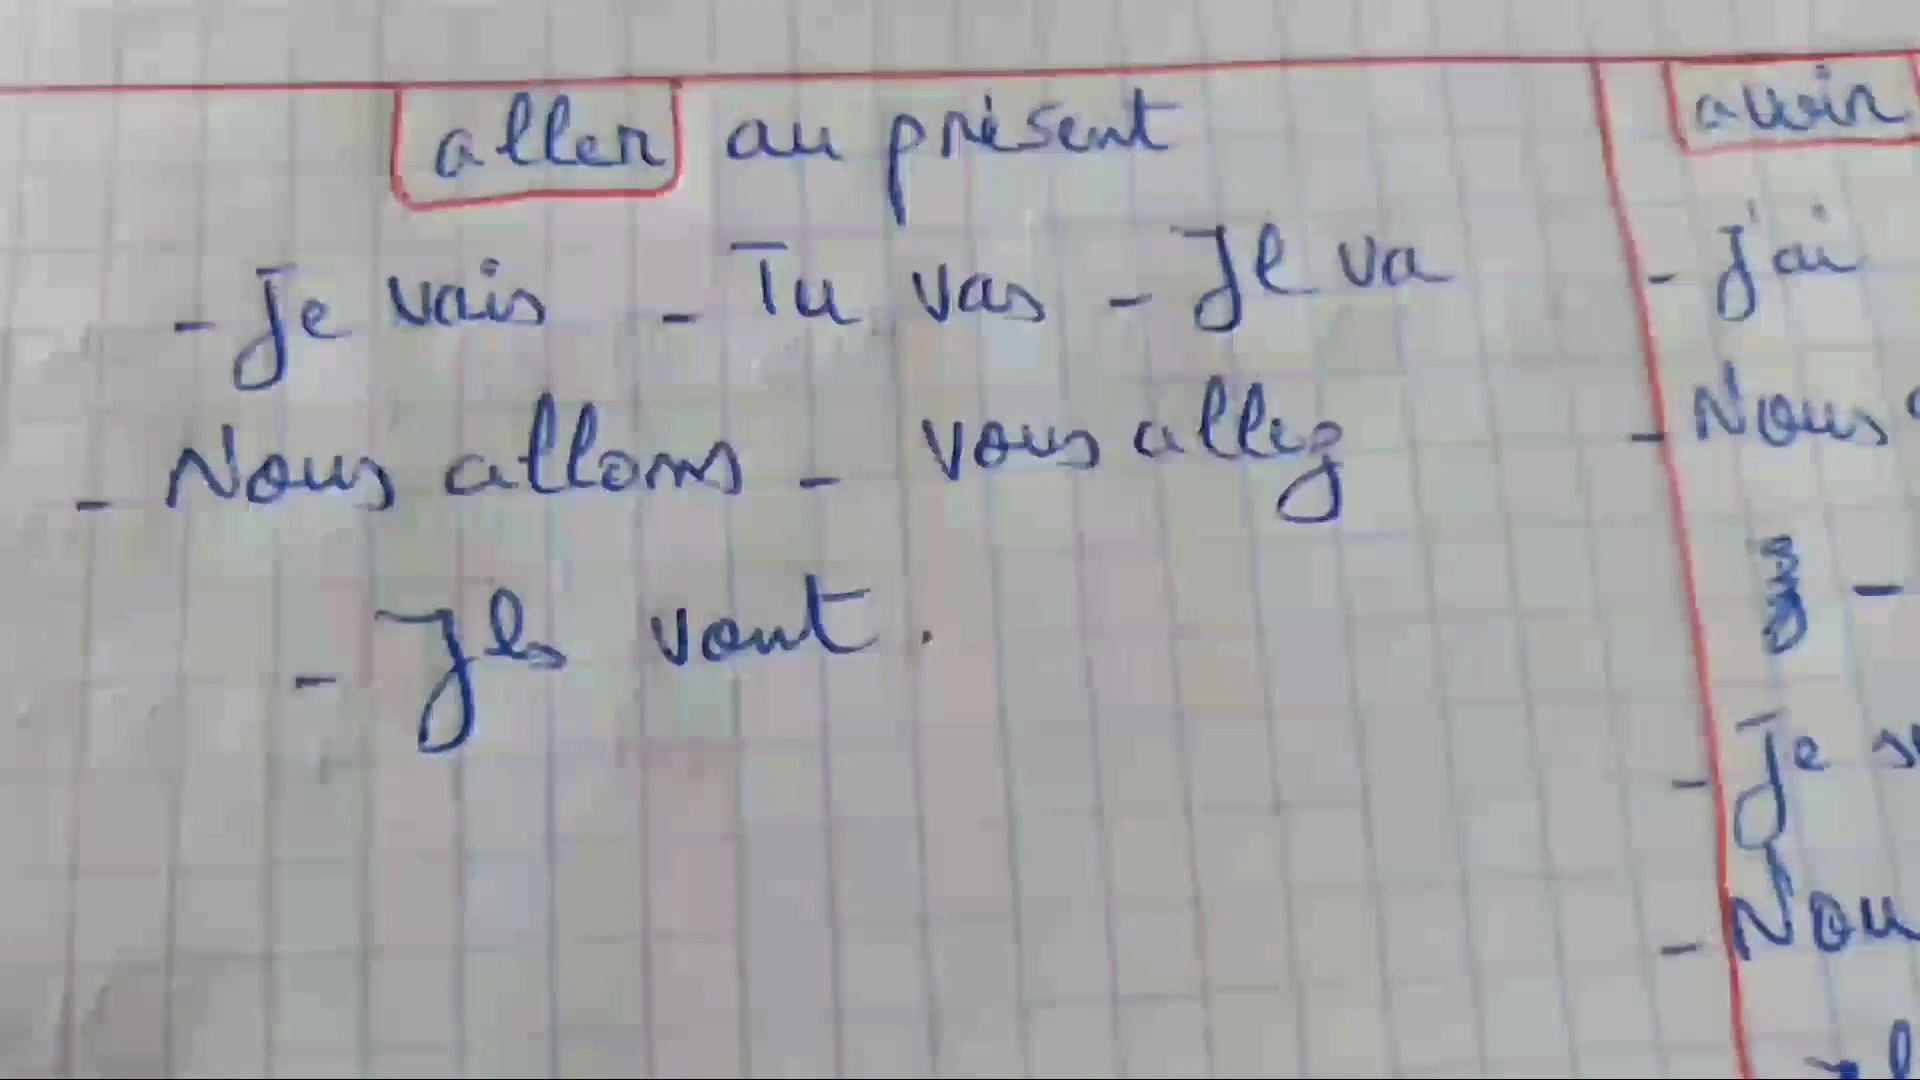 aller au présent
- Je vais - Tu vas - Il va
- Nous allons - vous allez
- Ils vont.
avoir
- J'ai
- Nous
- Je
- Nou